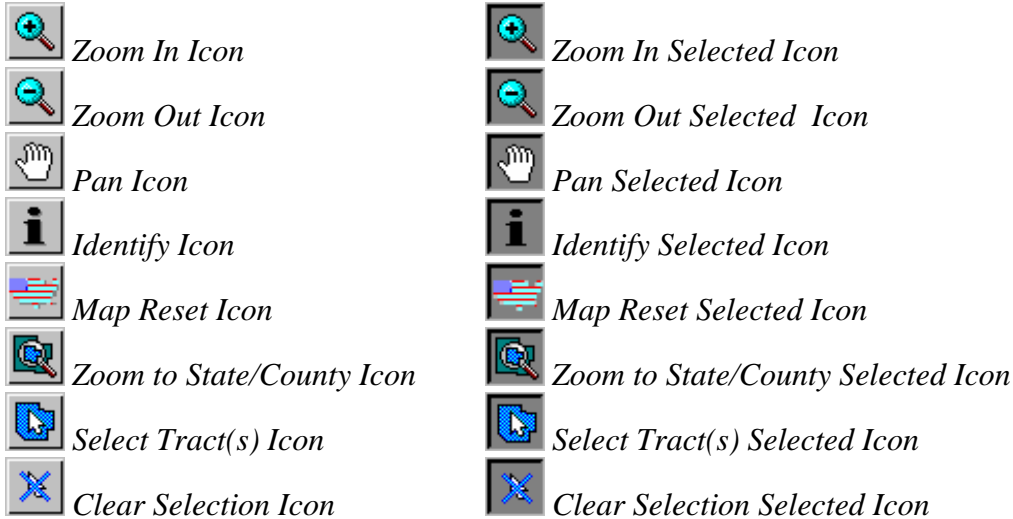 Zoom In Icon Zoom In Selected Icon
Zoom Out Icon Zoom Out Selected Icon
Pan Icon Pan Selected Icon
Identify Icon Identify Selected Icon
Map Reset Icon Map Reset Selected Icon
Zoom to State/County Icon Zoom to State/County Selected Icon
Select Tract(s) Icon Select Tract(s) Selected Icon
Clear Selection Icon Clear Selection Selected Icon